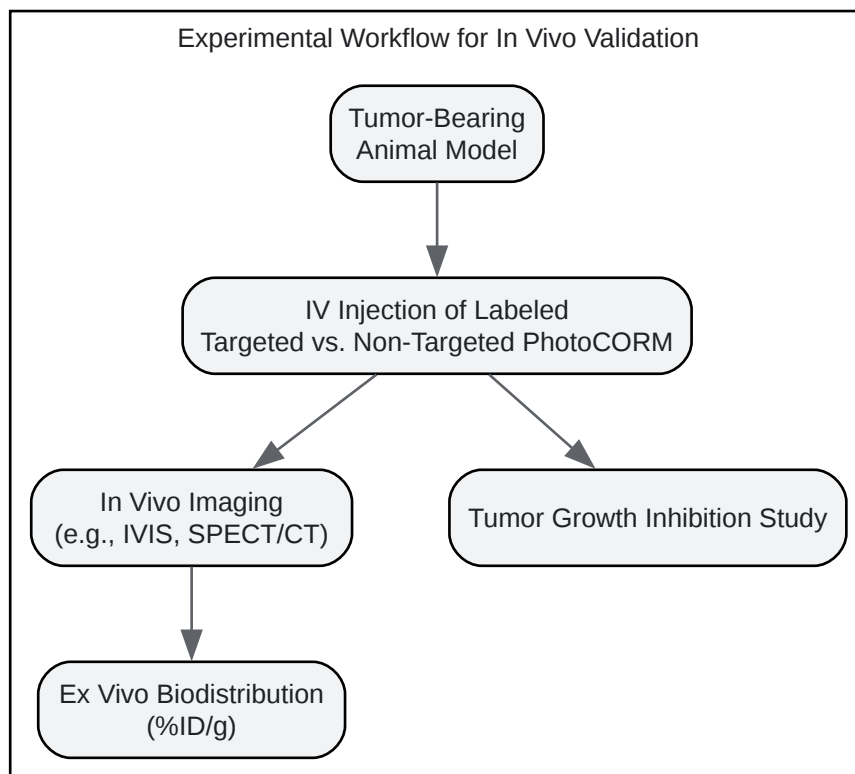 Experimental Workflow for In Vivo Validation
Tumor-Bearing
Animal Model
IV Injection of Labeled
Targeted vs. Non-Targeted PhotoCORM
In Vivo Imaging
(e.g., IVIS, SPECT/CT)
Tumor Growth Inhibition Study
Ex Vivo Biodistribution
(%ID/g)